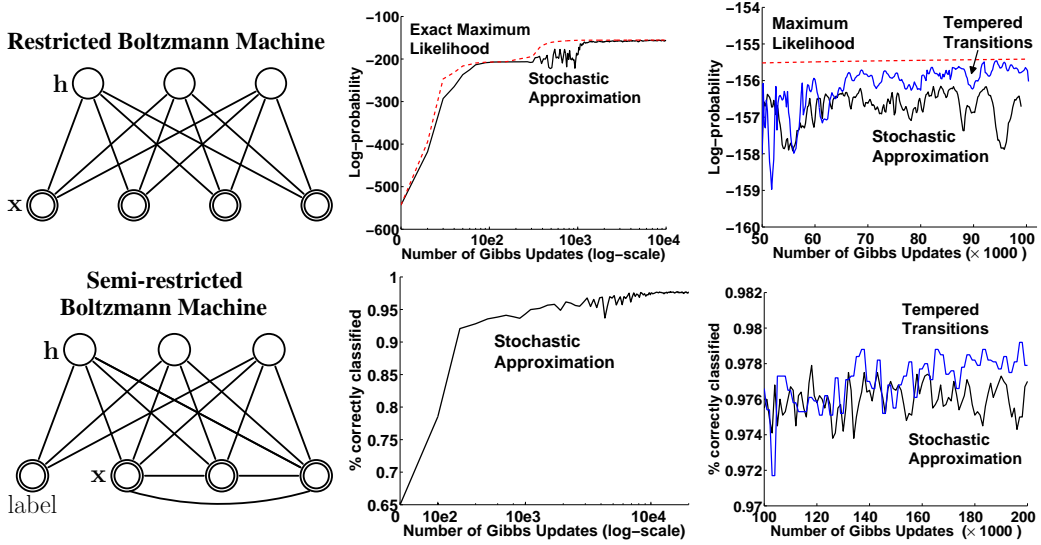 Restricted Boltzmann Machine
h
x
−100
−200
−300
−400
−500
−600
Log−probability
Exact Maximum
Likelihood
Stochastic
Approximation
0
10e2
10e3
10e4
Number of Gibbs Updates (log−scale)
−154
−155
−156
−157
−158
−159
−160
Log−probability
Maximum
Likelihood
Tempered
Transitions
Stochastic
Approximation
50
60
70
80
90
100
Number of Gibbs Updates (× 1000 )
Semi-restricted
Boltzmann Machine
h
x
label
1
0.95
0.9
0.85
0.8
0.75
0.7
0.65
% correctly classified
Stochastic
Approximation
0
10e2
10e3
10e4
Number of Gibbs Updates (log−scale)
0.982
0.98
0.978
0.976
0.974
0.972
0.97
% correctly classified
Tempered
Transitions
Stochastic
Approximation
100
120
140
160
180
200
Number of Gibbs Updates (× 1000)